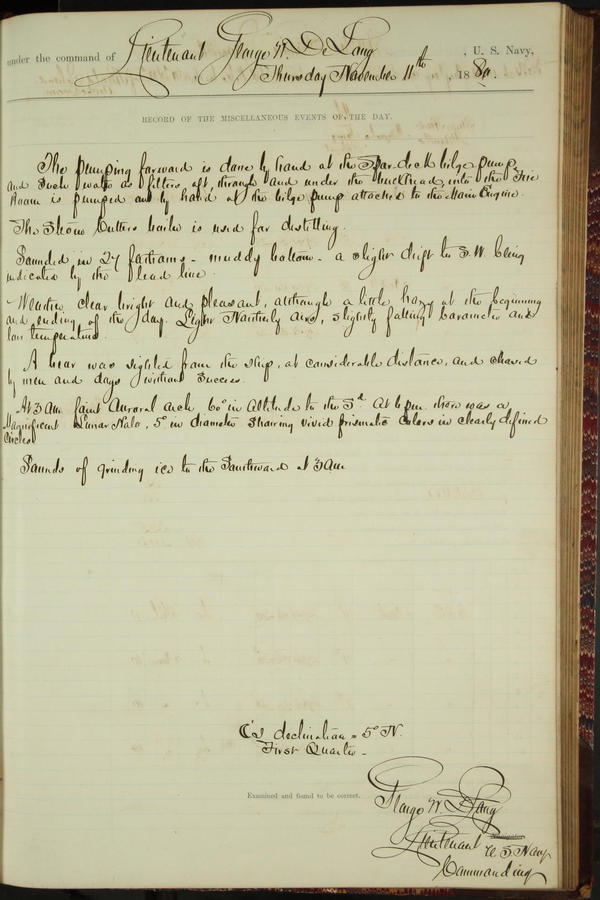 under the command of Lieutenant George W. De Long, U. S. Navy,
Thursday November 11th, 1880.
RECORD OF THE MISCELLANEOUS EVENTS OF THE DAY.
The pumping forward is done by hand at the Spar deck bilge pump,
and such water as filters aft, through and under the bulkhead, into the Fire
Room is pumped out by hand at the bilge pump attached to the Main Engine.
The Steam Cutters boiler is used for distilling.
Sounded in 27 fathoms - muddy bottom - a slight drift to S.W. being
indicated by the lead line.
Weather clear bright and pleasant, although a little hazy at the beginning
and ending of the day. Light Northerly airs, slightly falling barometer and
low temperature.
A bear was sighted from the ship, at considerable distance, and chased
by men and dogs without success.
At 3 AM faint Auroral arch 60° in altitude to the Sd At 6 pm there was a
Magnificent Lunar Halo, 5° in diameter showing vivid prismatic colors in clearly defined
circles
Sounds of grinding ice to the Southward at 3 am
☾'s declination = 5° N.
First Quarter -
Examined and found to be correct.
George W. De Long
Lieutenant U S Navy
Commanding